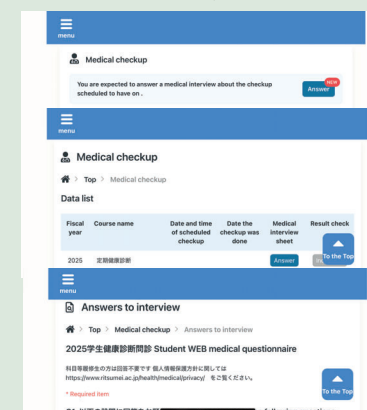 menu
Medical checkup
You are expected to answer a medical interview about the checkup
scheduled to have on .
NEW
Answer
menu
Medical checkup
Top > Medical checkup
Data list
Fiscal year
Course name
Date and time of scheduled checkup
Date the checkup was done
Medical interview sheet
Result check
2025
定期健康診断
Answer
To the Top
menu
Answers to interview
Top > Medical checkup > Answers to interview
2025学生健康診断問診 Student WEB medical questionnaire
科目等履修生の方は回答不要です 個人情報保護方針に関しては
https://www.ritsumei.ac.jp/health/medical/privacy/ をご覧ください。
* Required item
To the Top